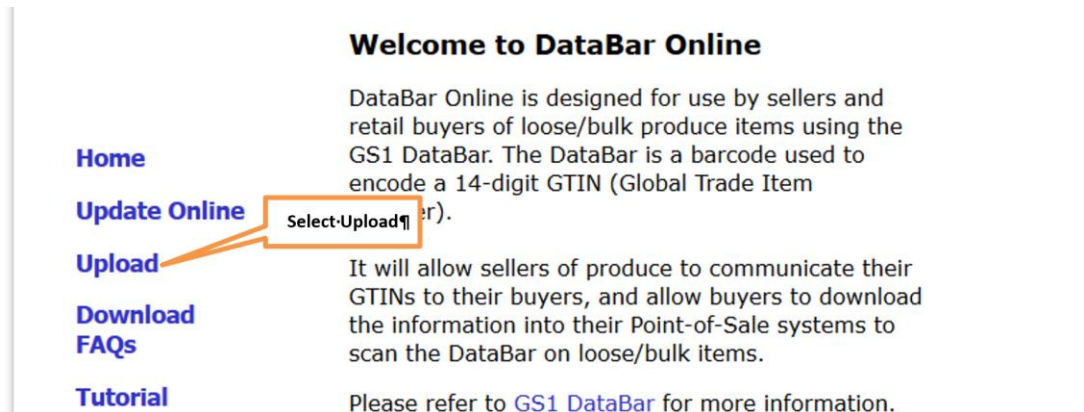 Welcome to DataBar Online
DataBar Online is designed for use by sellers and
retail buyers of loose/bulk produce items using the
GS1 DataBar. The DataBar is a barcode used to
encode a 14-digit GTIN (Global Trade Item
er).
It will allow sellers of produce to communicate their
GTINs to their buyers, and allow buyers to download
the information into their Point-of-Sale systems to
scan the DataBar on loose/bulk items.
Please refer to GS1 DataBar for more information.
Home
Update Online
Upload
Download
FAQs
Tutorial
Select·Upload¶